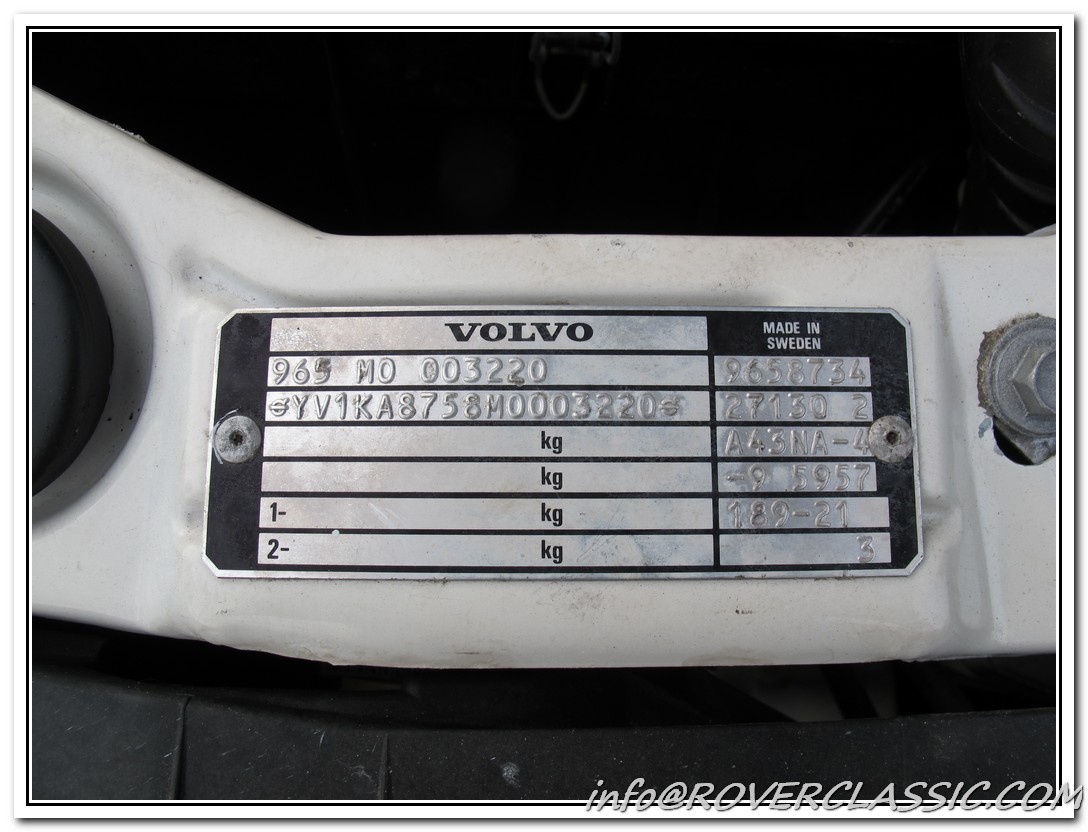 VOLVO
MADE IN
SWEDEN
965 M0 003220
9658734
YV1KA8758M0003220
27130 2
kg
A43NA-4
kg
-9 5957
1- kg
189-21
2- kg
3
info@ROVERCLASSIC.COM